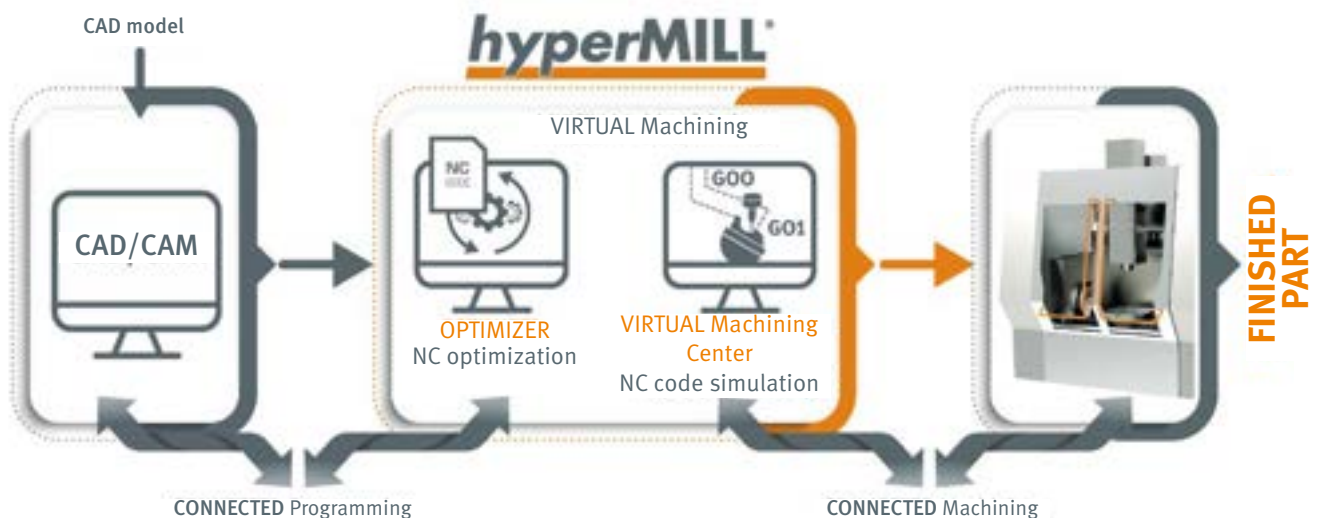 CAD model
hyperMILL®
VIRTUAL Machining
NC
CODE
G00
G01
CAD/CAM
OPTIMIZER
NC optimization
VIRTUAL Machining
Center
NC code simulation
FINISHED
PART
CONNECTED Programming
CONNECTED Machining